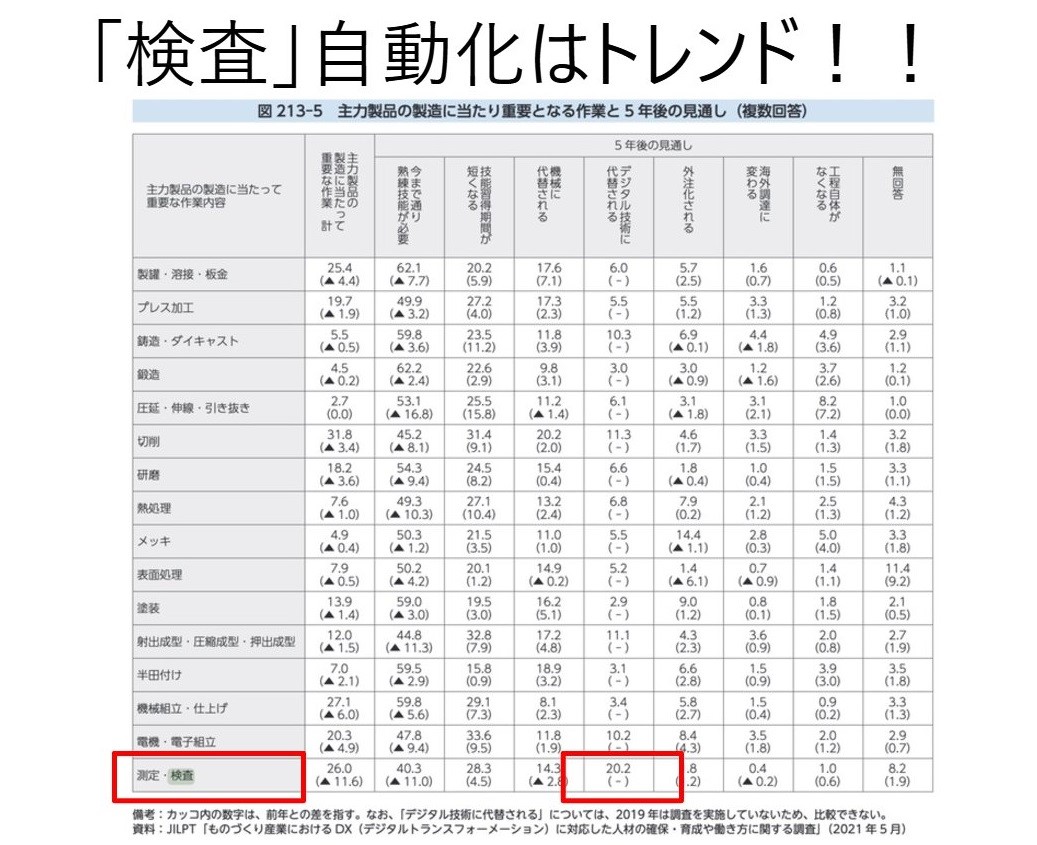 「検査」自動化はトレンド！！
図 213-5 主力製品の製造に当たり重要となる作業と 5 年後の見通し（複数回答）
主力製品の製造に当たって重要な作業内容 主力製品の製造に当たって重要な作業 計 5 年後の見通し
今まで通り熟練技能が必要 技能習得期間が短くなる 機械に代替される デジタル技術に代替される 外注化される 海外調達に変わる 工程自体がなくなる 無回答
製罐・溶接・板金 25.4 62.1 20.2 17.6 6.0 5.7 1.6 0.6 1.1
(▲ 4.4) (▲ 7.7) (5.9) (7.1) (-) (2.5) (0.7) (0.5) (▲ 0.1)
プレス加工 19.7 49.9 27.2 17.3 5.5 5.5 3.3 1.2 3.2
(▲ 1.9) (▲ 3.2) (4.0) (2.3) (-) (1.2) (1.3) (0.8) (1.0)
鋳造・ダイキャスト 5.5 59.8 23.5 11.8 10.3 6.9 4.4 4.9 2.9
(▲ 0.5) (▲ 3.6) (11.2) (3.9) (-) (▲ 0.1) (▲ 1.8) (3.6) (1.1)
鍛造 4.5 62.2 22.6 9.8 3.0 3.0 1.2 3.7 1.2
(▲ 0.2) (▲ 2.4) (2.9) (3.1) (-) (▲ 0.9) (▲ 1.6) (2.6) (0.1)
圧延・伸線・引き抜き 2.7 53.1 25.5 11.2 6.1 3.1 3.1 8.2 1.0
(0.0) (▲ 16.8) (15.8) (▲ 1.4) (-) (▲ 1.8) (2.1) (7.2) (0.0)
切削 31.8 45.2 31.4 20.2 11.3 4.6 3.3 1.4 3.2
(▲ 3.4) (▲ 8.1) (9.1) (2.0) (-) (1.7) (1.5) (1.3) (1.8)
研磨 18.2 54.3 24.5 15.4 6.6 1.8 1.0 1.5 3.3
(▲ 3.6) (▲ 9.4) (8.2) (0.4) (-) (▲ 0.4) (0.4) (1.5) (1.1)
熱処理 7.6 49.3 27.1 13.2 6.8 7.9 2.1 2.5 4.3
(▲ 1.0) (▲ 10.3) (10.4) (2.4) (-) (0.2) (1.2) (1.3) (1.2)
メッキ 4.9 50.3 21.5 11.0 5.5 14.4 2.8 5.0 3.3
(▲ 0.4) (▲ 1.2) (3.5) (1.0) (-) (▲ 1.1) (0.3) (4.0) (1.8)
表面処理 7.9 50.2 20.1 14.9 5.2 1.4 0.7 1.4 11.4
(▲ 0.5) (▲ 4.2) (1.2) (▲ 0.2) (-) (▲ 6.1) (▲ 0.9) (1.1) (9.2)
塗装 13.9 59.0 19.5 16.2 2.9 9.0 0.8 1.8 2.1
(▲ 1.4) (▲ 3.0) (3.0) (5.1) (-) (1.2) (0.1) (1.5) (0.5)
射出成型・圧縮成型・押出成型 12.0 44.8 32.8 17.2 11.1 4.3 3.6 2.0 2.7
(▲ 1.5) (▲ 11.3) (7.9) (4.8) (-) (2.3) (0.9) (0.8) (1.9)
半田付け 7.0 59.5 15.8 18.9 3.1 6.6 1.5 3.9 3.5
(▲ 2.1) (▲ 2.9) (0.9) (3.2) (-) (2.8) (0.9) (3.0) (1.8)
機械組立・仕上げ 27.1 59.8 29.1 8.1 3.4 5.8 1.5 0.9 3.3
(▲ 6.0) (▲ 5.6) (7.3) (2.3) (-) (2.7) (0.4) (0.2) (1.3)
電機・電子組立 20.3 47.8 33.6 11.8 10.2 8.4 3.5 2.0 2.9
(▲ 4.9) (▲ 9.4) (9.5) (1.9) (-) (4.3) (1.8) (1.2) (0.7)
測定・検査 26.0 40.3 28.3 14.3 20.2 .8 0.4 1.0 8.2
(▲ 11.6) (▲ 11.0) (4.5) (▲ 2.8) (-) .2) (▲ 0.2) (0.6) (1.9)
備考：カッコ内の数字は、前年との差を指す。なお、「デジタル技術に代替される」については、2019 年は調査を実施していないため、比較できない。
資料：JILPT「ものづくり産業における DX（デジタルトランスフォーメーション）に対応した人材の確保・育成や働き方に関する調査」（2021 年 5 月）